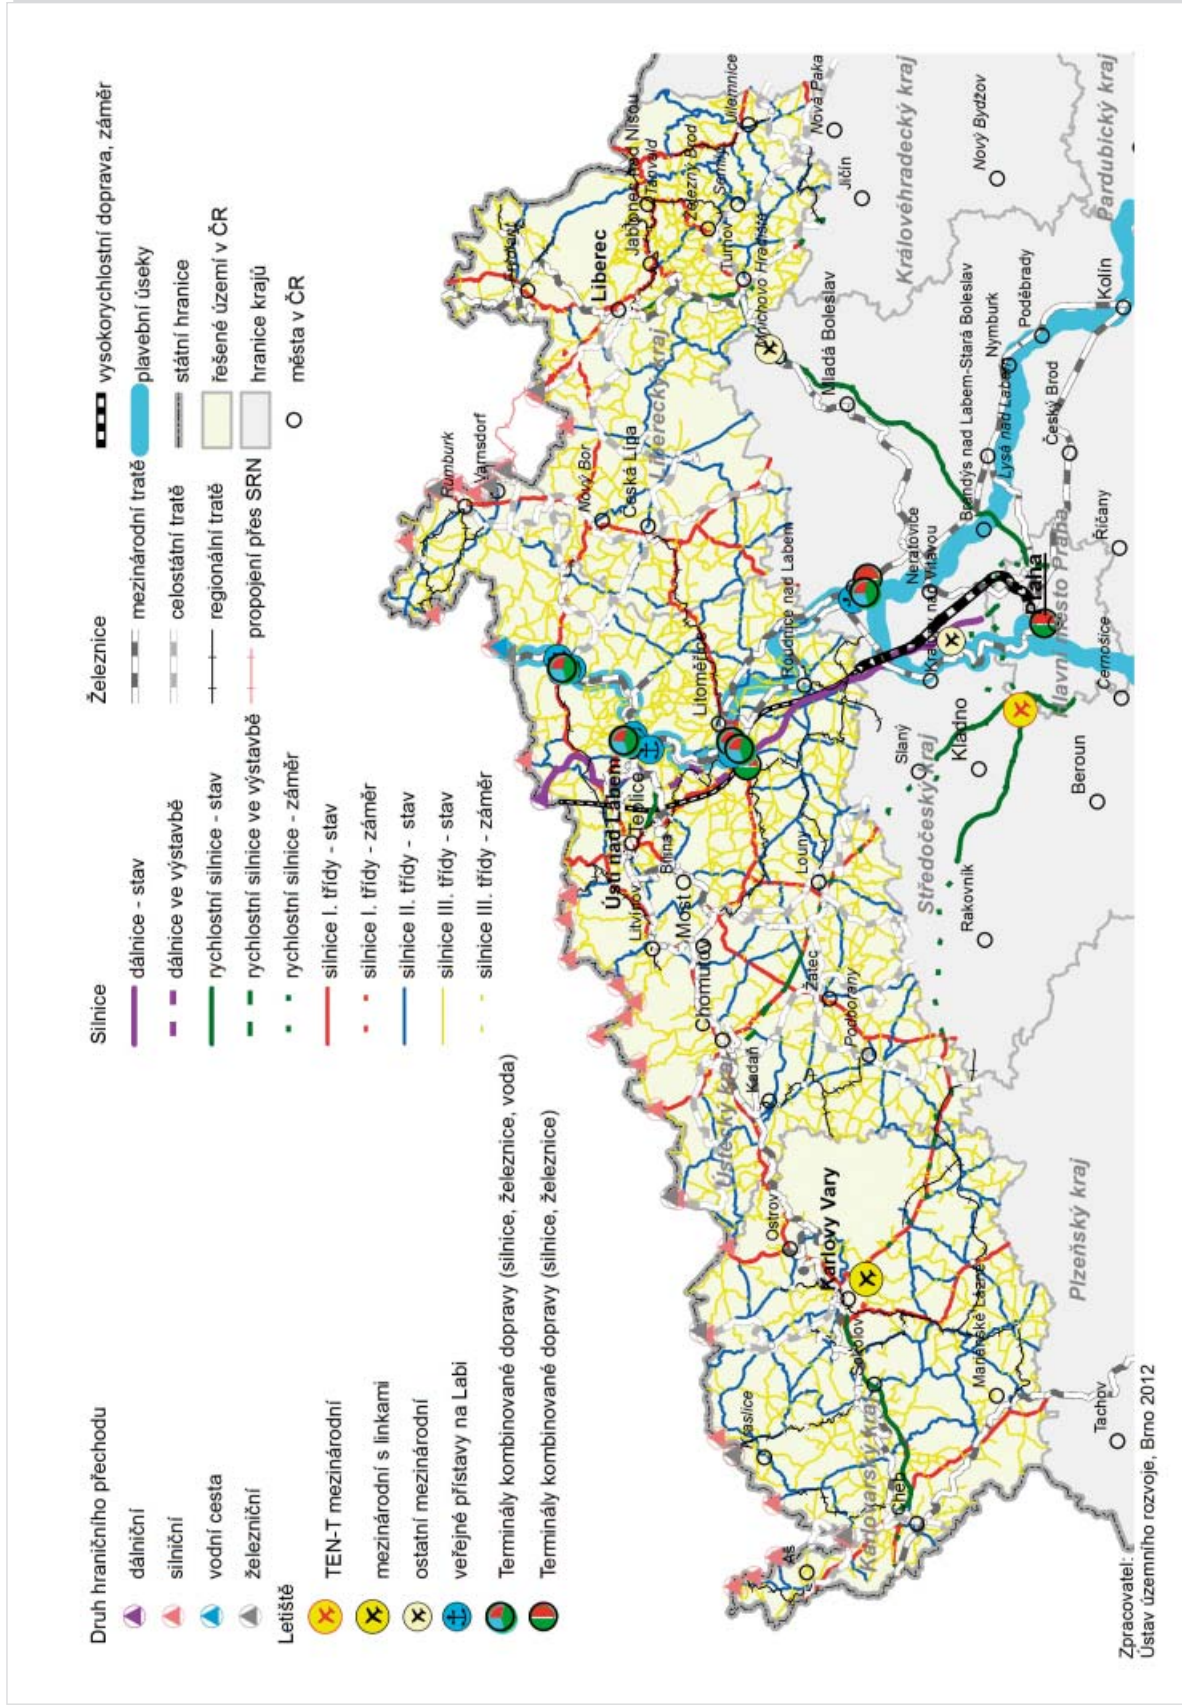 Druh hraničního přechodu
dálniční
silniční
vodní cesta
železniční
Letiště
TEN-T mezinárodní
mezinárodní s linkami
ostatní mezinárodní
veřejné přístavy na Labi
Terminály kombinované dopravy (silnice, železnice, voda)
Terminály kombinované dopravy (silnice, železnice)
Silnice
dálnice - stav
dálnice ve výstavbě
rychlostní silnice - stav
rychlostní silnice ve výstavbě
rychlostní silnice - záměr
silnice I. třídy - stav
silnice I. třídy - záměr
silnice II. třídy - stav
silnice III. třídy - stav
silnice III. třídy - záměr
Železnice
mezinárodní tratě
celostátní tratě
regionální tratě
propojení přes SRN
vysokorychlostní doprava, záměr
plavební úseky
státní hranice
řešené území v ČR
hranice krajů
města v ČR
Rumburk
Varnsdorf
Frýdlant
Liberec
Jablonec nad Nisou
Tanvald
Železný Brod
Semily
Jilemnice
Turnov
Mnichovo Hradiště
Nová Paka
Jičín
Nový Bor
Česká Lípa
Liberecký kraj
Mladá Boleslav
Královéhradecký kraj
Nový Bydžov
Pardubický kraj
Ústí nad Labem
Teplice
Bílina
Litvínov
Most
Chomutov
Kadaň
Ústecký kraj
Litoměřice
Roudnice nad Labem
Louny
Žatec
Podbořany
Ostrov
Karlovy Vary
Kraslice
Sokolov
Karlovarský kraj
Cheb
Aš
Mariánské Lázně
Tachov
Plzeňský kraj
Rakovník
Středočeský kraj
Slaný
Kladno
Beroun
Kralupy nad Vltavou
Neratovice
Brandýs nad Labem-Stará Boleslav
Lysá nad Labem
Nymburk
Poděbrady
Kolín
Český Brod
Říčany
Praha
Hlavní město Praha
Černošice
Zpracovatel:
Ústav územního rozvoje, Brno 2012